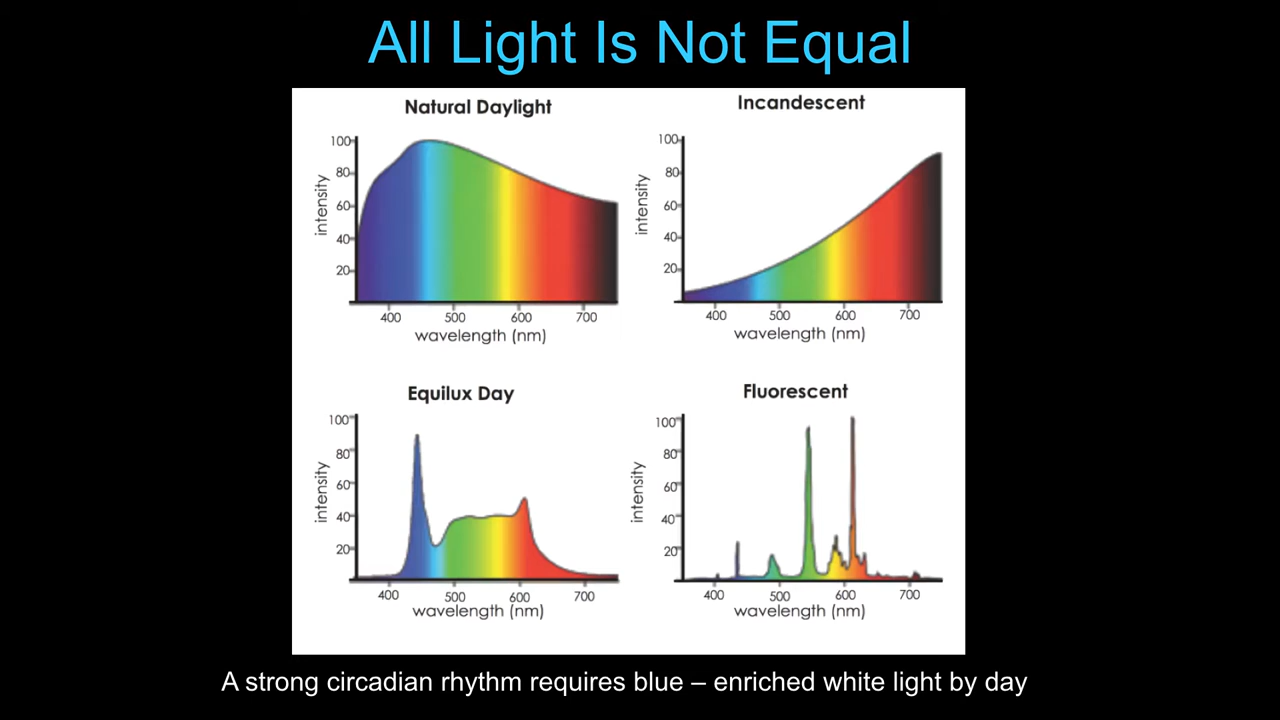 All Light Is Not Equal
Natural Daylight
100
80
60
40
20
intensity
400 500 600 700
wavelength (nm)
Incandescent
100
80
60
40
20
intensity
400 500 600 700
wavelength (nm)
Equilux Day
100
80
60
40
20
intensity
400 500 600 700
wavelength (nm)
Fluorescent
100
80
60
40
20
intensity
400 500 600 700
wavelength (nm)
A strong circadian rhythm requires blue – enriched white light by day